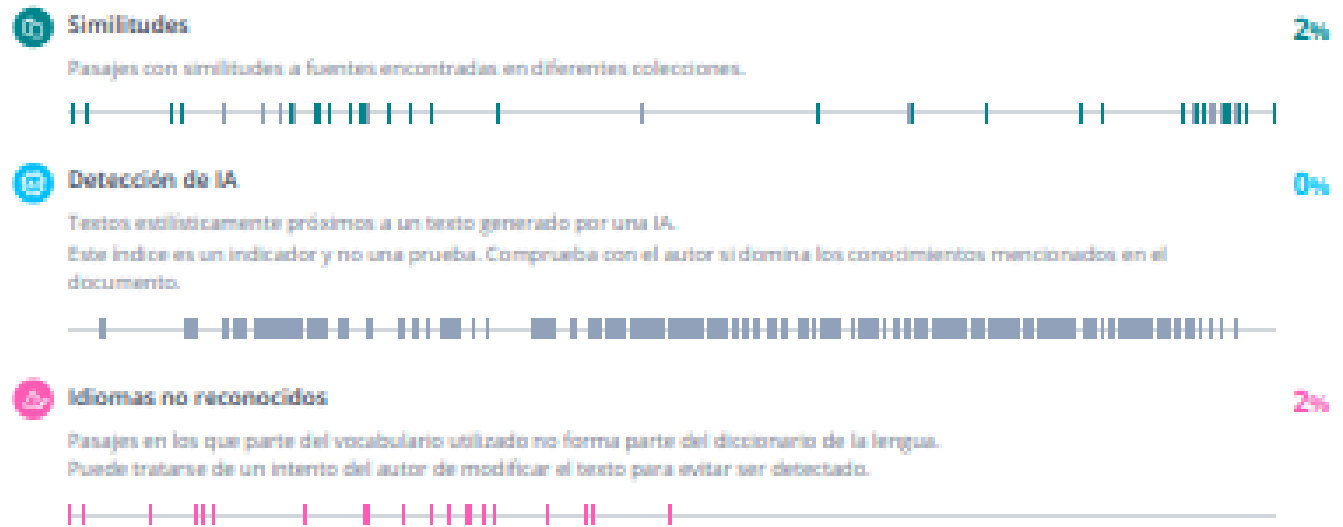 Similitudes
2%
Pasajes con similitudes a fuentes encontradas en diferentes colecciones.
Detección de IA
0%
Textos estilísticamente próximos a un texto generado por una IA.
Este índice es un indicador y no una prueba. Comprueba con el autor si domina los conocimientos mencionados en el
documento.
Idiomas no reconocidos
2%
Pasajes en los que parte del vocabulario utilizado no forma parte del diccionario de la lengua.
Puede tratarse de un intento del autor de modificar el texto para evitar ser detectado.